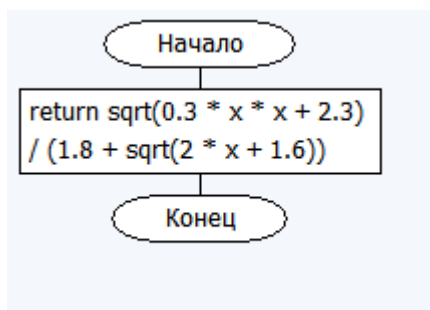 Начало
return sqrt(0.3 * x * x + 2.3)
/ (1.8 + sqrt(2 * x + 1.6))
Конец